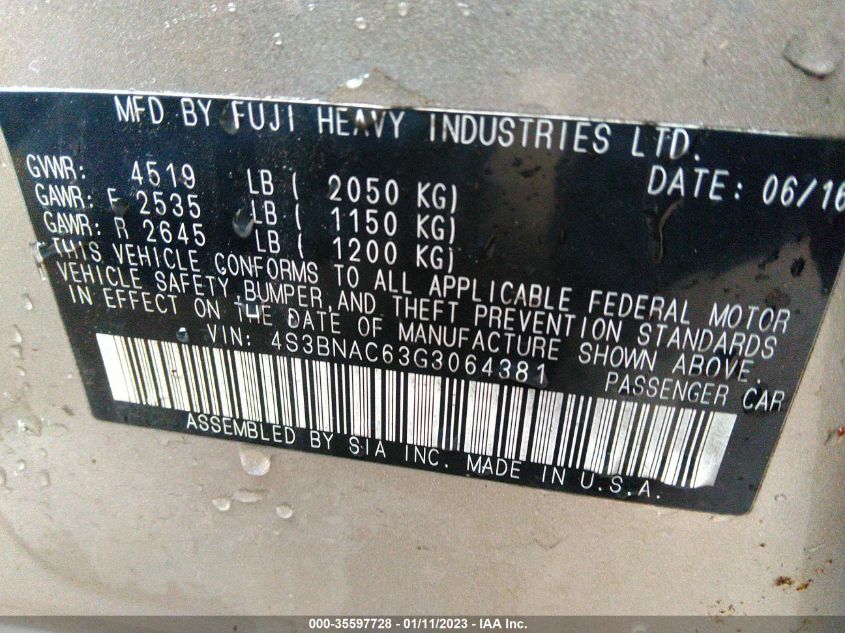 MFD BY FUJI HEAVY INDUSTRIES LTD.
GVWR: 4519 LB ( 2050 KG) DATE: 06/16
GAWR: F 2535 LB ( 1150 KG)
GAWR: R 2645 LB ( 1200 KG)
THIS VEHICLE CONFORMS TO ALL APPLICABLE FEDERAL MOTOR
VEHICLE SAFETY, BUMPER, AND THEFT PREVENTION STANDARDS
IN EFFECT ON THE DATE OF MANUFACTURE SHOWN ABOVE.
VIN: 4S3BNAC63G3064381 PASSENGER CAR
ASSEMBLED BY SIA INC. MADE IN U.S.A.
000-35597728 - 01/11/2023 - IAA Inc.